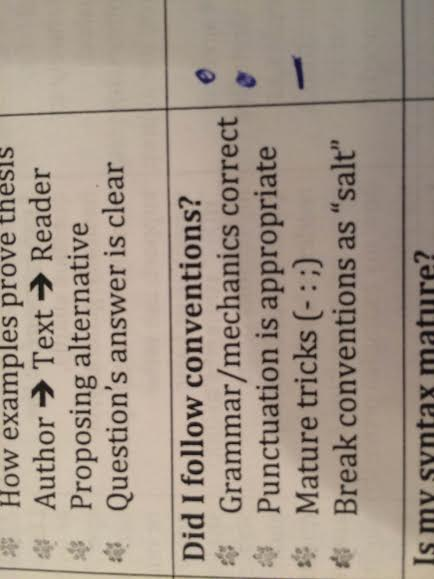 How examples prove thesis
Author → Text → Reader
Proposing alternative
Question's answer is clear
Did I follow conventions?
Grammar/mechanics correct
Punctuation is appropriate
Mature tricks (- : ;)
Break conventions as “salt”
Is my syntax mature?